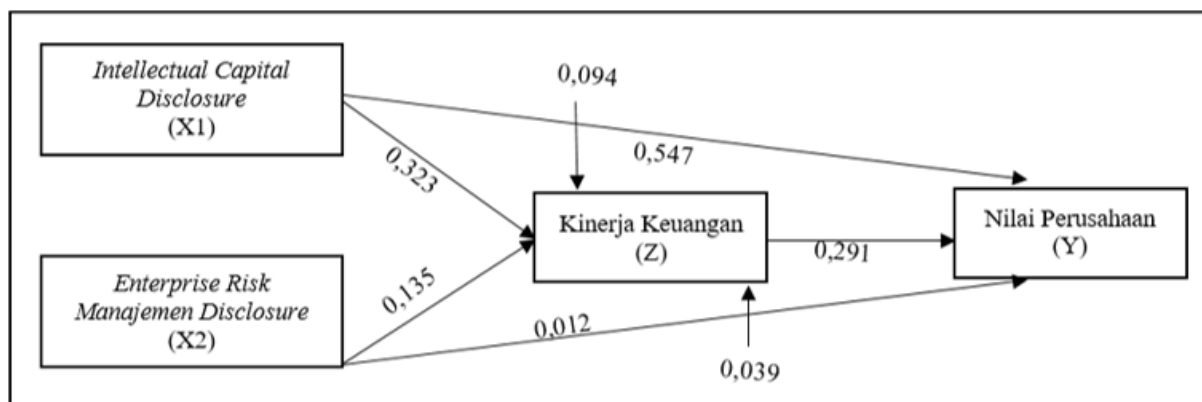 Intellectual Capital
Disclosure
(X1)
0,094
0,547
0,323
Kinerja Keuangan
(Z)
Nilai Perusahaan
(Y)
0,291
Enterprise Risk
Manajemen Disclosure
(X2)
0,135
0,012
0,039